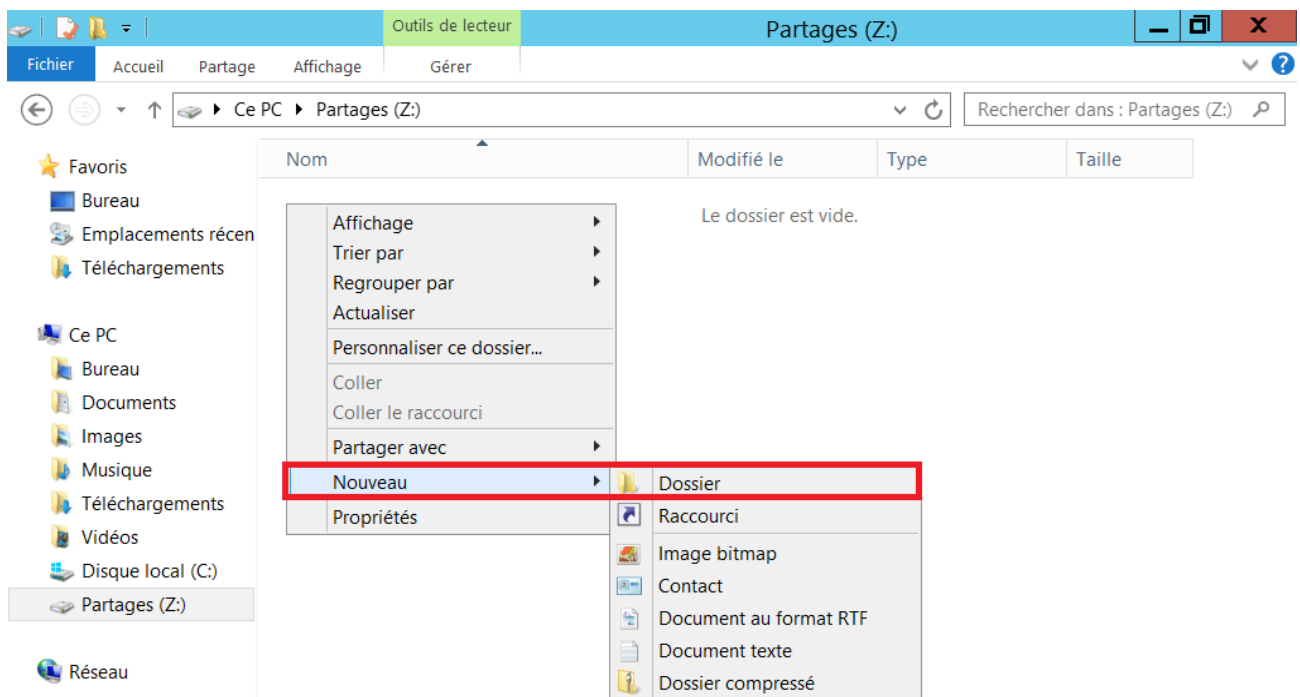 Outils de lecteur
Partages (Z:)
Fichier Accueil Partage Affichage Gérer
Ce PC Partages (Z:)
Rechercher dans : Partages (Z:)
Nom Modifié le Type Taille
Le dossier est vide.
Favoris
Bureau
Emplacements récen
Téléchargements
Ce PC
Bureau
Documents
Images
Musique
Téléchargements
Vidéos
Disque local (C:)
Partages (Z:)
Réseau
Affichage
Trier par
Regrouper par
Actualiser
Personnaliser ce dossier...
Coller
Coller le raccourci
Partager avec
Nouveau
Propriétés
Dossier
Raccourci
Image bitmap
Contact
Document au format RTF
Document texte
Dossier compressé